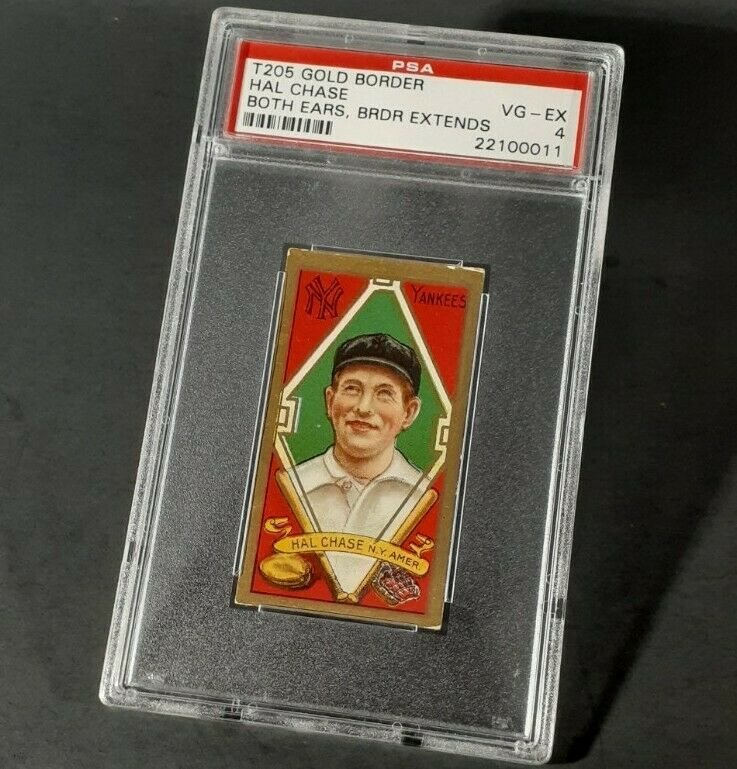 PSA
T205 GOLD BORDER
HAL CHASE VG-EX
BOTH EARS, BRDR EXTENDS 4
22100011
NY YANKEES
HAL CHASE N.Y. AMER.